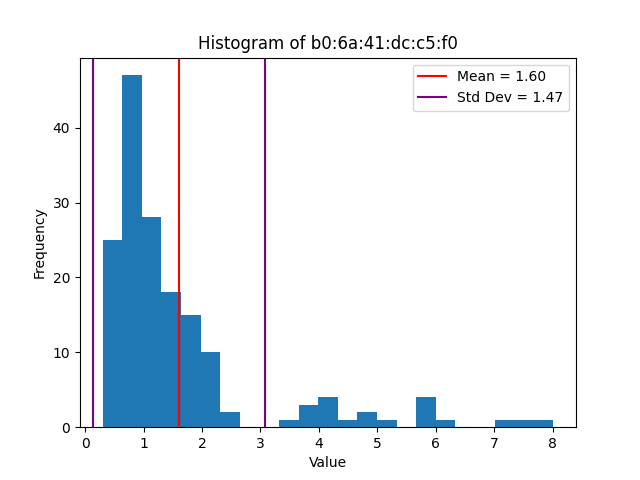 Histogram of b0:6a:41:dc:c5:f0
Mean = 1.60
Std Dev = 1.47
Frequency
40
30
20
10
0
0 1 2 3 4 5 6 7 8
Value